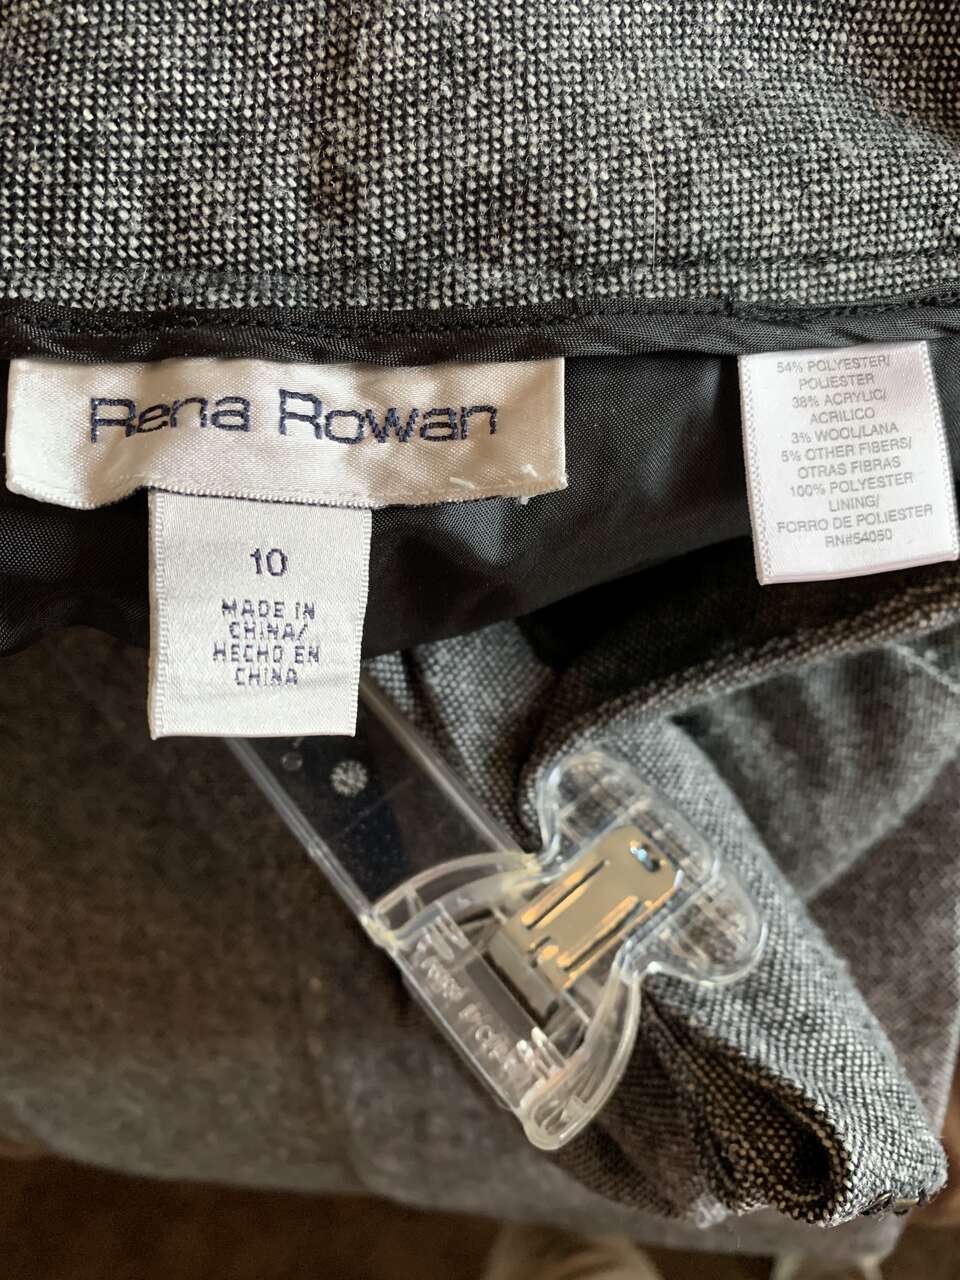 Rena Rowan
10
MADE IN
CHINA/
HECHO EN
CHINA
54% POLYESTER/
POLIESTER
38% ACRYLIC/
ACRILICO
3% WOOL/LANA
5% OTHER FIBERS/
OTRAS FIBRAS
100% POLYESTER
LINING/
FORRO DE POLIESTER
RN#54050